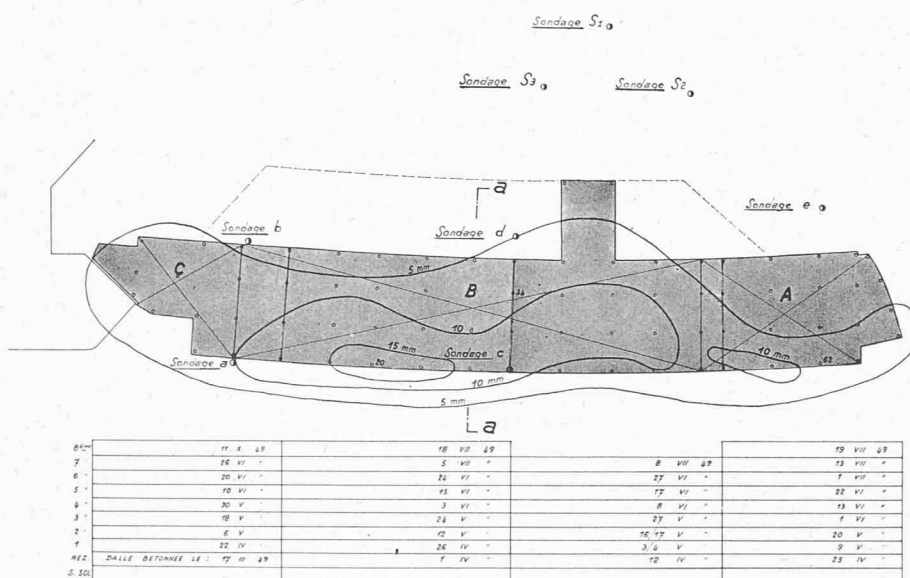 Sondage S1
Sondage S3
Sondage S2
a
Sondage e
Sondage b
Sondage d
5 mm
C
B
34
A
10
15 mm
Sondage c
10 mm
Sondage a
20
62
10 mm
5 mm
a
8ème 11 X 49 18 VII 49 19 VII 49
7 " 26 VI " 5 VII " 8 VII 49 13 VII "
6 " 20 VI " 24 VI " 27 VI " 1 VII "
5 " 10 VI " 15 VI " 17 VI " 22 VI "
4 " 30 V " 3 VI " 8 VI " 13 VI "
3 " 18 V " 24 V " 27 V " 1 VI "
2 " 6 V " 12 V " 16/17 V " 20 V "
1 22 IV " 26 IV " 3/4 V " 9 V "
REZ. DALLE BETONNEE LE : 17 III 49 1 IV " 12 IV " 25 IV "
S. SOL